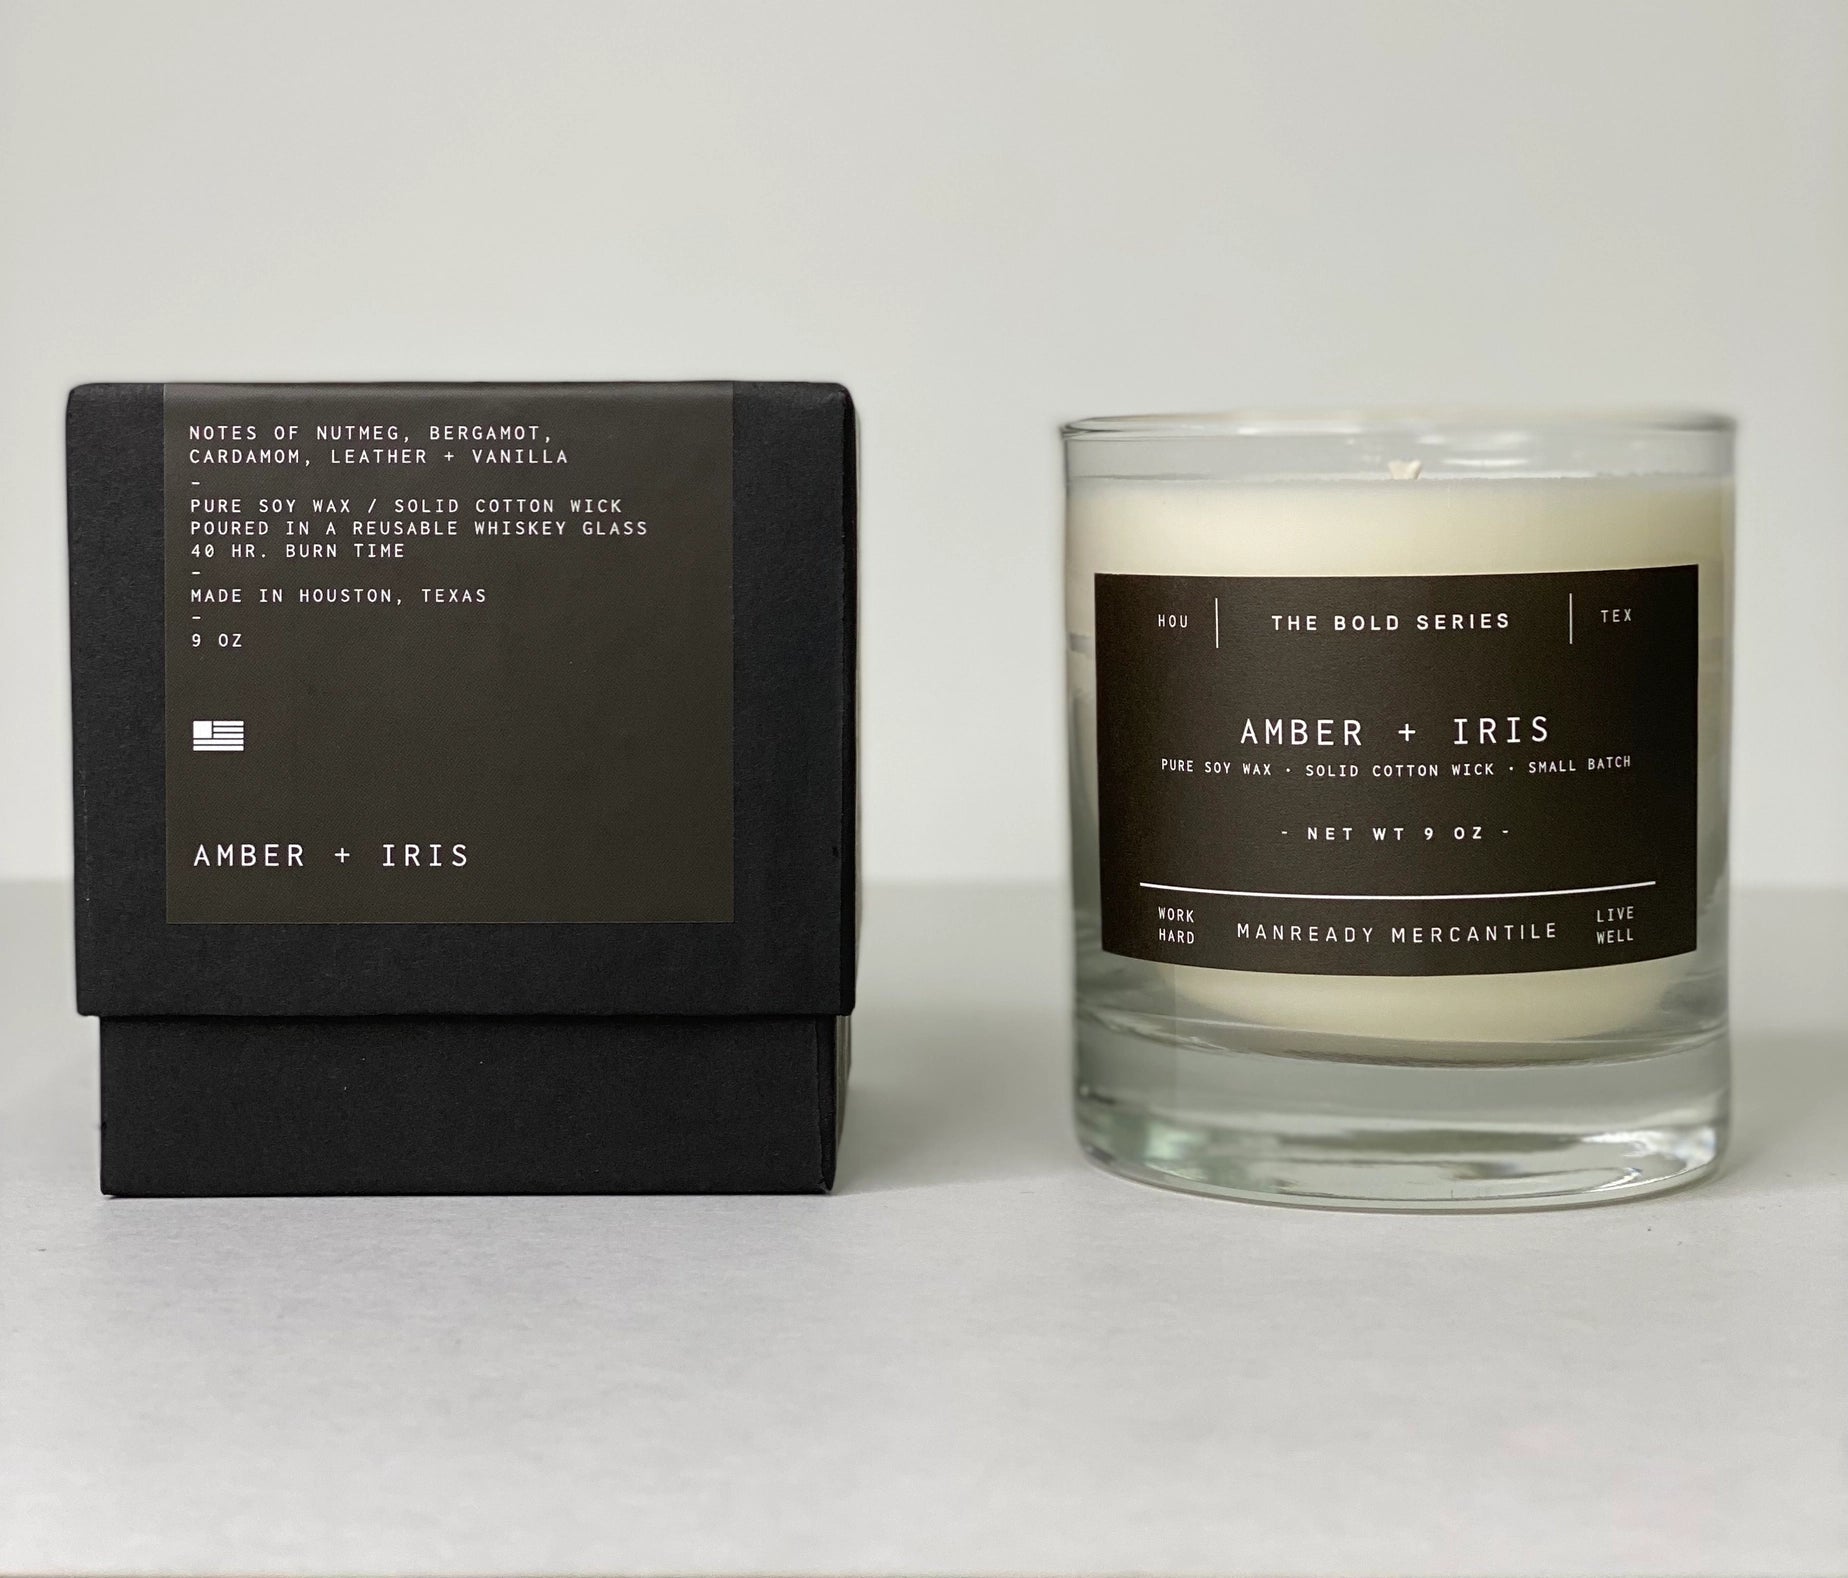 NOTES OF NUTMEG, BERGAMOT,
CARDAMOM, LEATHER + VANILLA
-
PURE SOY WAX / SOLID COTTON WICK
POURED IN A REUSABLE WHISKEY GLASS
40 HR. BURN TIME
-
MADE IN HOUSTON, TEXAS
-
9 OZ
AMBER + IRIS
HOU | THE BOLD SERIES | TEX
AMBER + IRIS
PURE SOY WAX · SOLID COTTON WICK · SMALL BATCH
- NET WT 9 OZ -
WORK HARD
MANREADY MERCANTILE
LIVE WELL